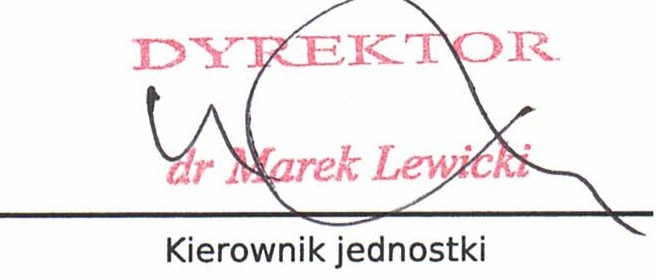 DYREKTOR
dr Marek Lewicki
Kierownik jednostki